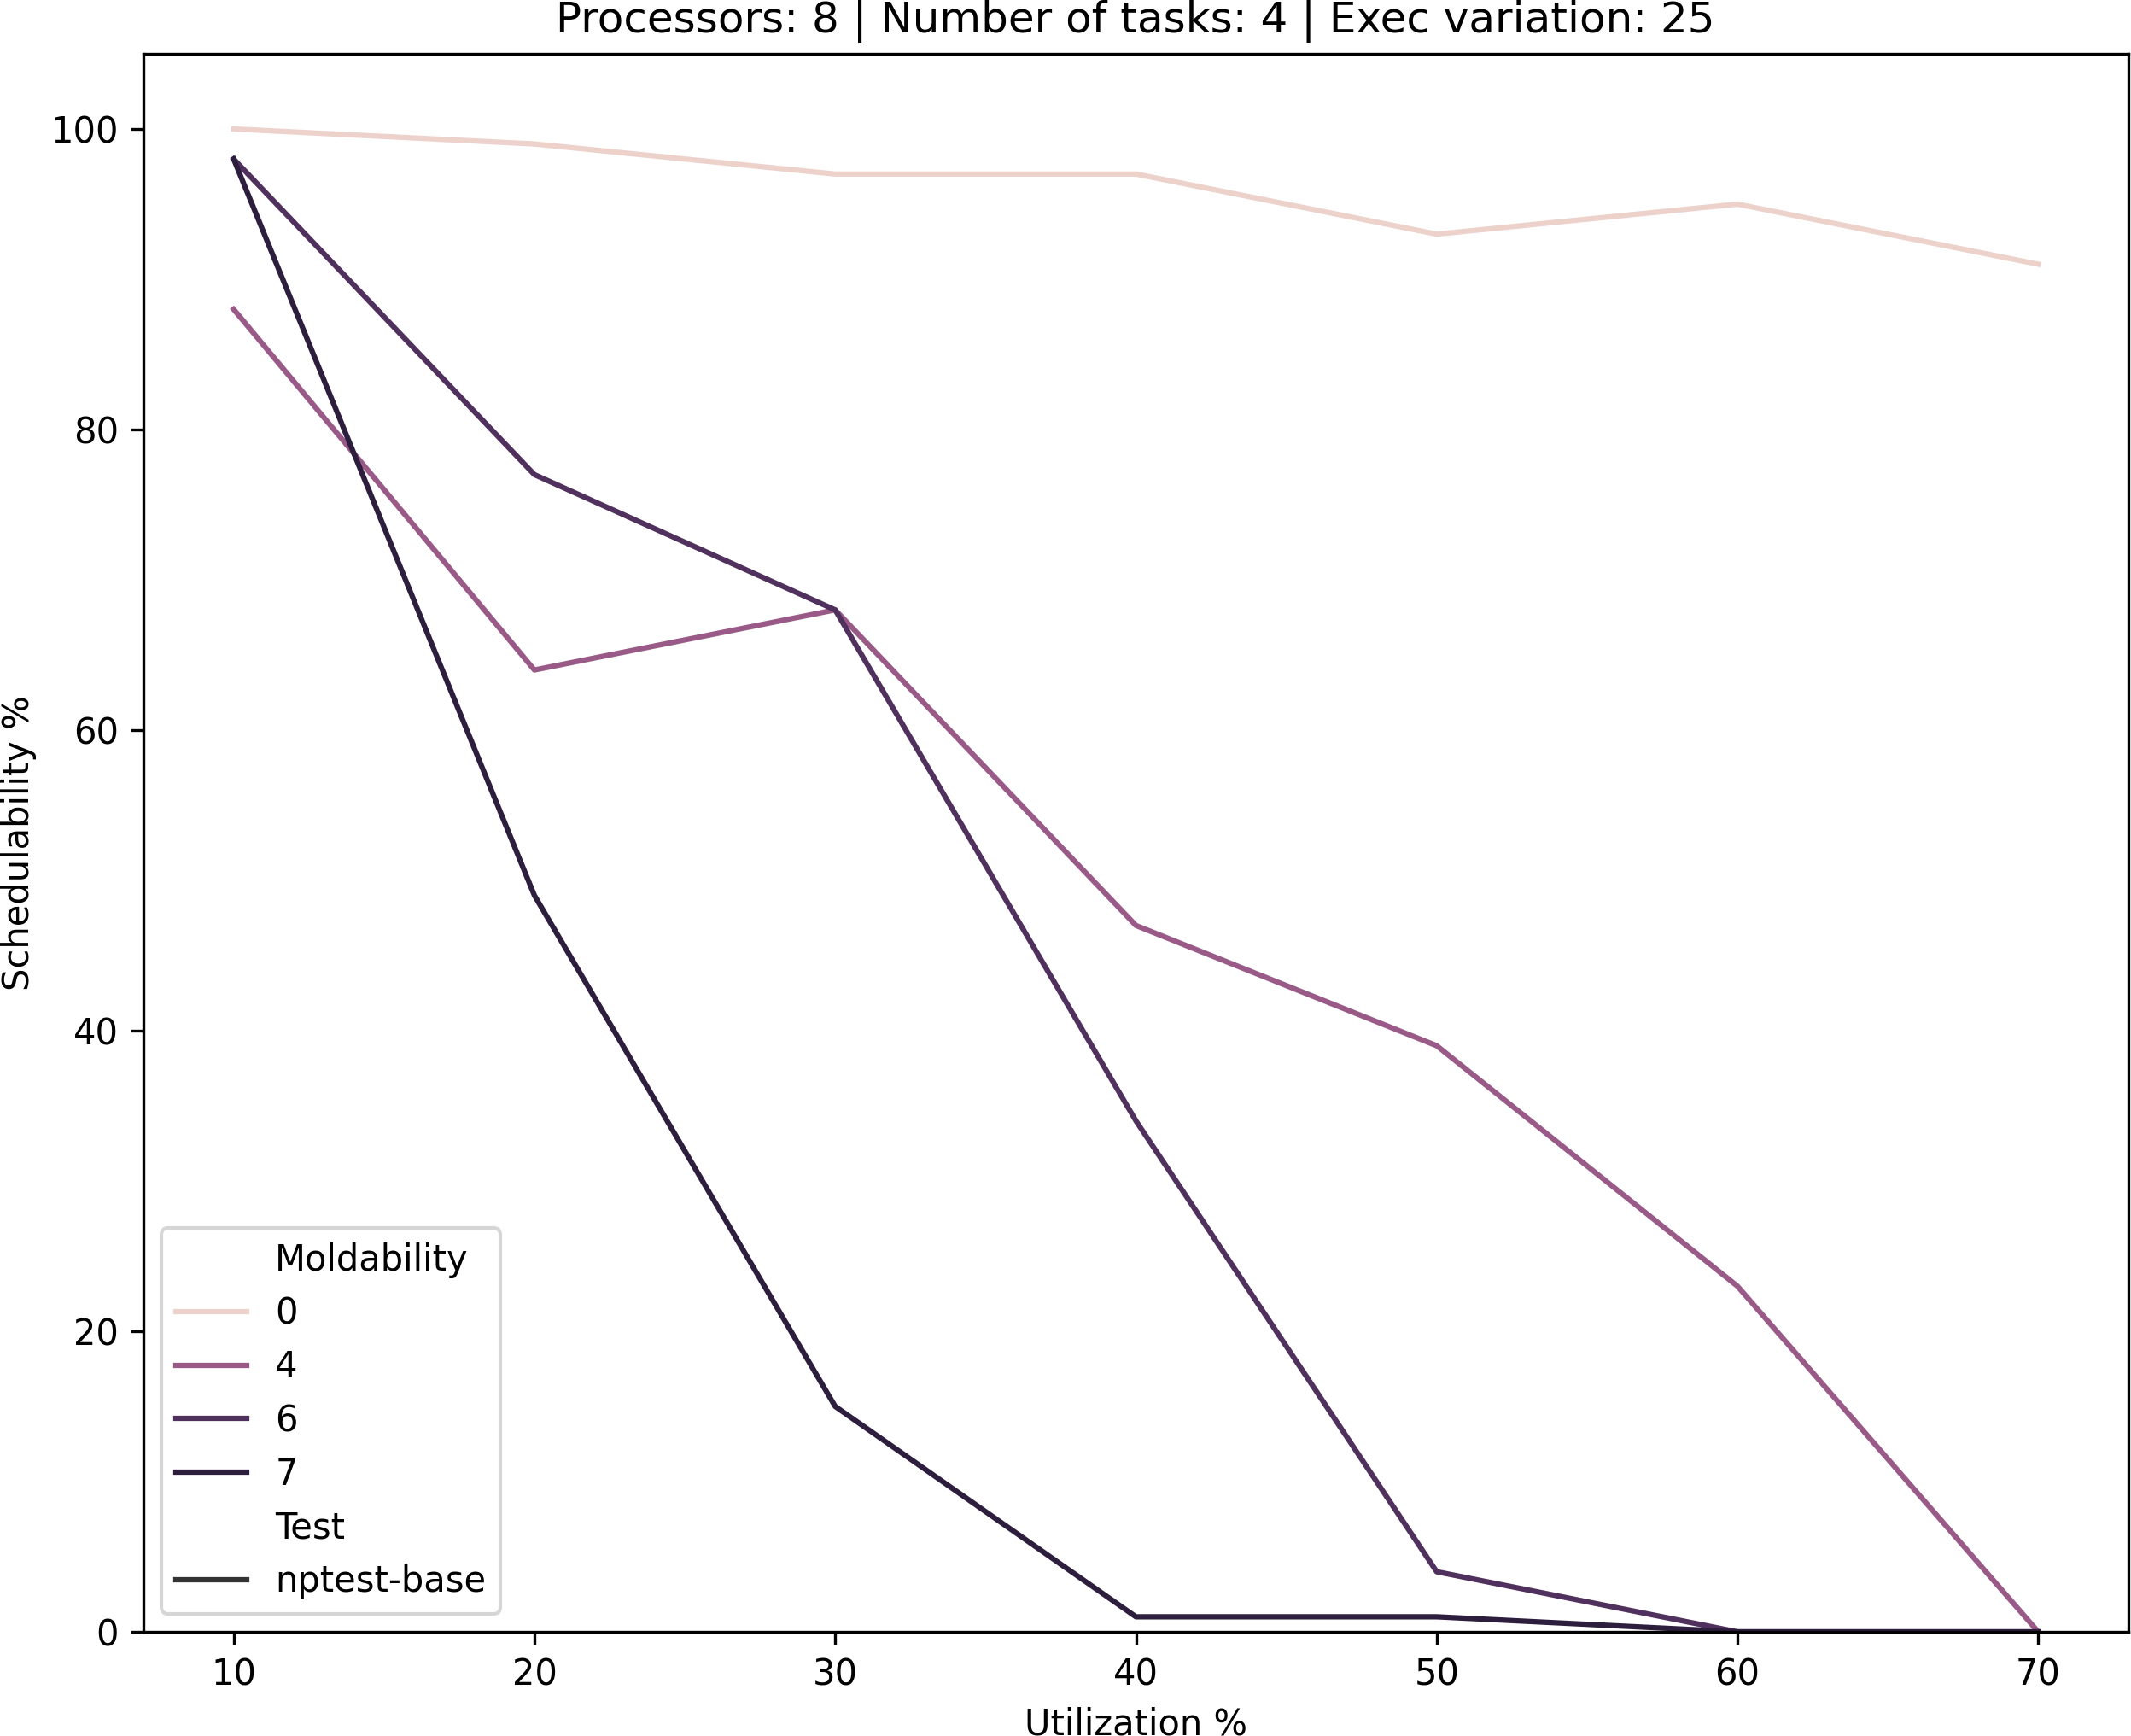 Processors: 8 | Number of tasks: 4 | Exec variation: 25
Schedulability %
100
80
60
40
20
0
Moldability
0
4
6
7
Test
nptest-base
10 20 30 40 50 60 70
Utilization %